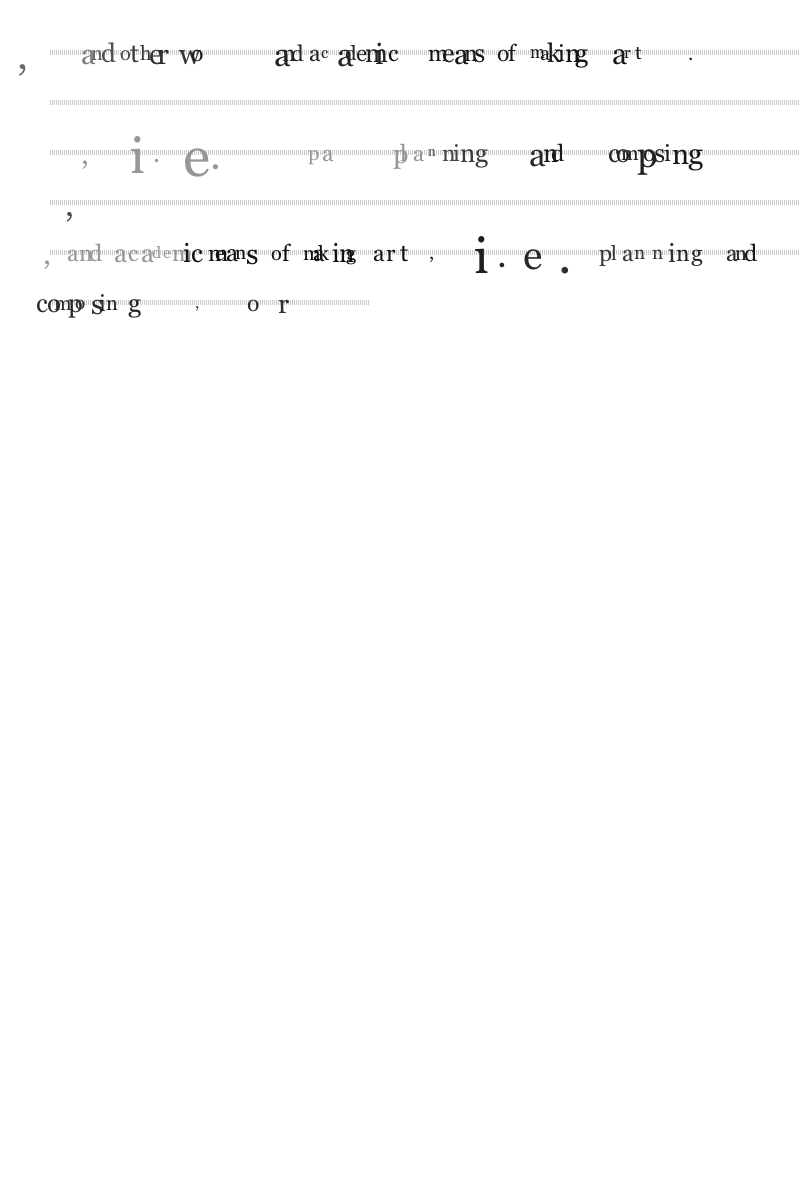 , and other wo and academic means of making art .
, i. e. pa planning and composing
,
, and academic means of making art , i. e. planning and
composing , or